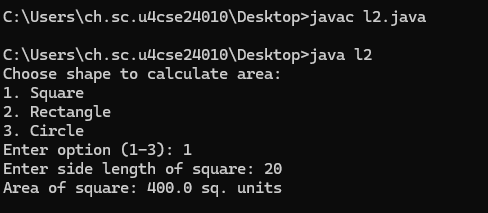 C:\Users\ch.sc.u4cse24010\Desktop>javac l2.java
C:\Users\ch.sc.u4cse24010\Desktop>java l2
Choose shape to calculate area:
1. Square
2. Rectangle
3. Circle
Enter option (1-3): 1
Enter side length of square: 20
Area of square: 400.0 sq. units